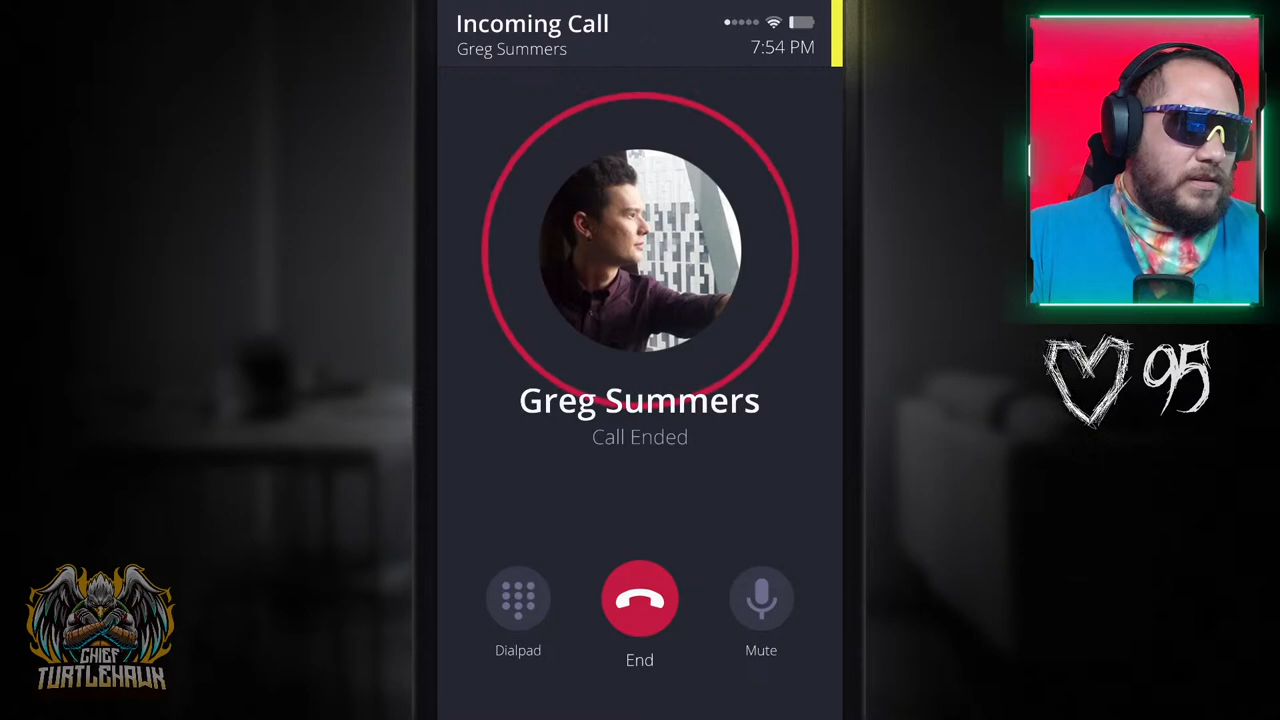 Incoming Call
Greg Summers
7:54 PM
95
Greg Summers
Call Ended
Dialpad
End
Mute
CHIEF
TURTLEHAWK